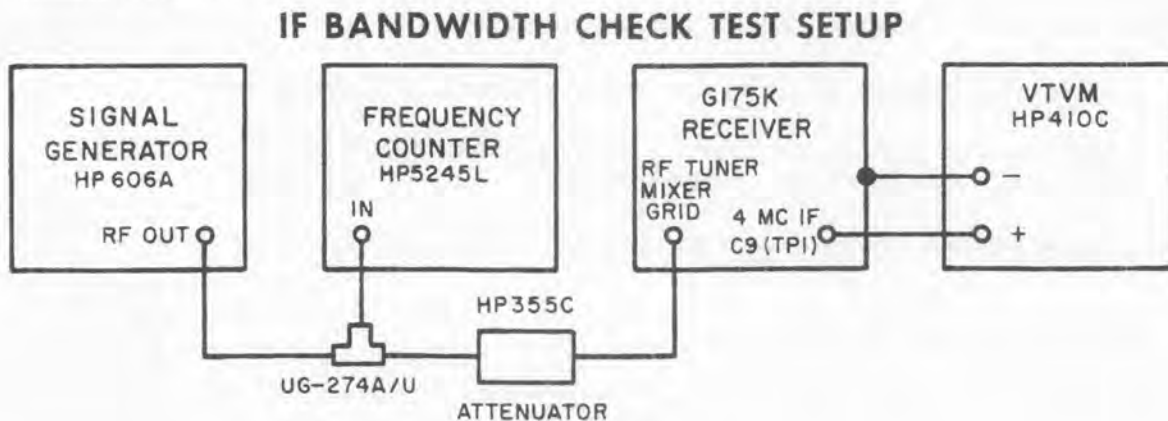 IF BANDWIDTH CHECK TEST SETUP
SIGNAL
GENERATOR
HP 606A
RF OUT
FREQUENCY
COUNTER
HP5245L
IN
G175K
RECEIVER
RF TUNER
MIXER
GRID
4 MC IF
C9 (TP1)
VTVM
HP410C
−
+
UG-274A/U
HP355C
ATTENUATOR